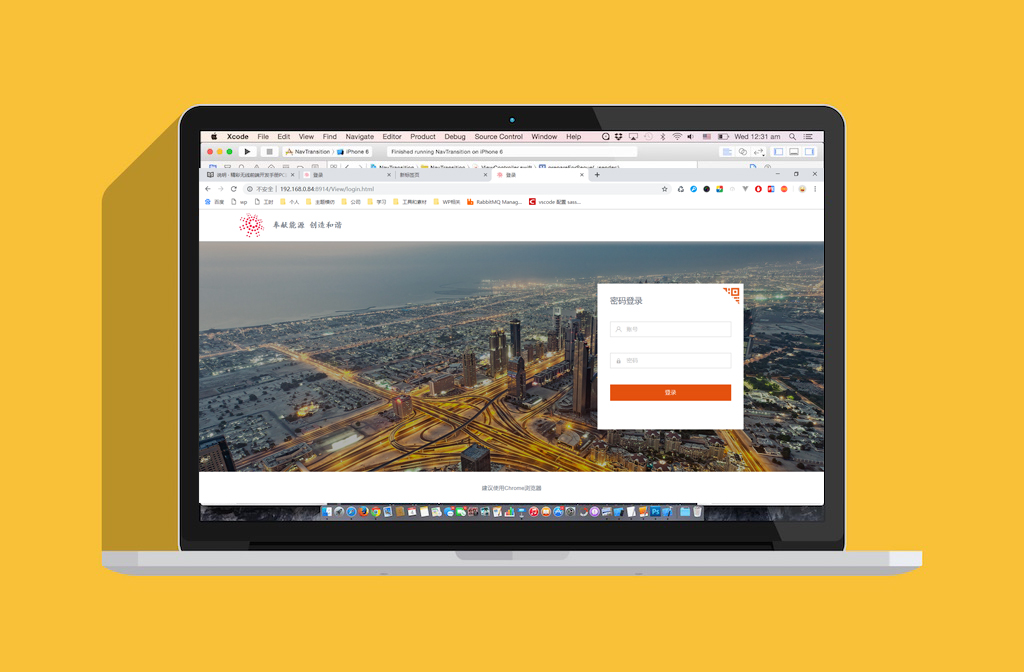 Xcode File Edit View Find Navigate Editor Product Debug Source Control Window Help Wed 12:31 am
NavTransition iPhone 6 Finished running NavTransition on iPhone 6
登录 新标签页 登录
不安全 192.168.0.84:8914/View/login.html
百度 wp 工时 个人 主题模仿 公司 学习 工具和素材 WP相关 RabbitMQ Manag... vscode 配置 sass...
奉献能源 创造和谐
密码登录
账号
密码
登录
建议使用Chrome浏览器